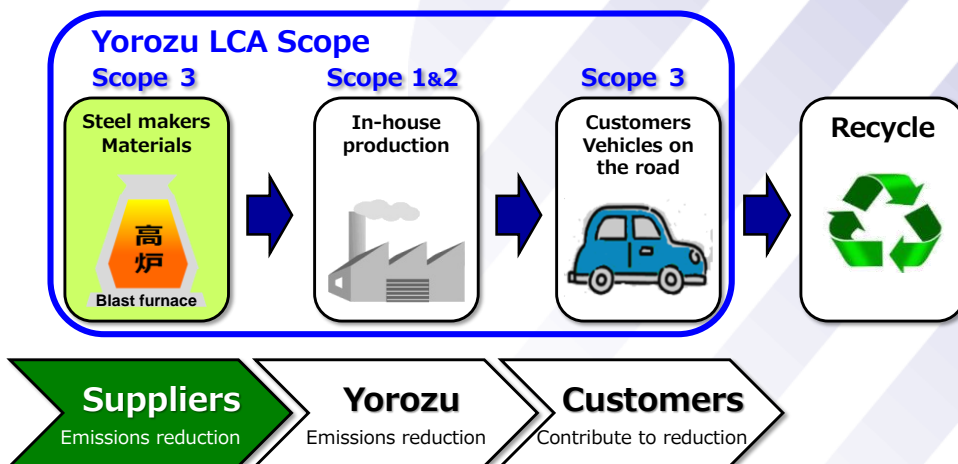 Yorozu LCA Scope
Scope 3
Scope 1&2
Scope 3
Steel makers
Materials
高
炉
Blast furnace
In-house
production
Customers
Vehicles on
the road
Recycle
Suppliers
Emissions reduction
Yorozu
Emissions reduction
Customers
Contribute to reduction